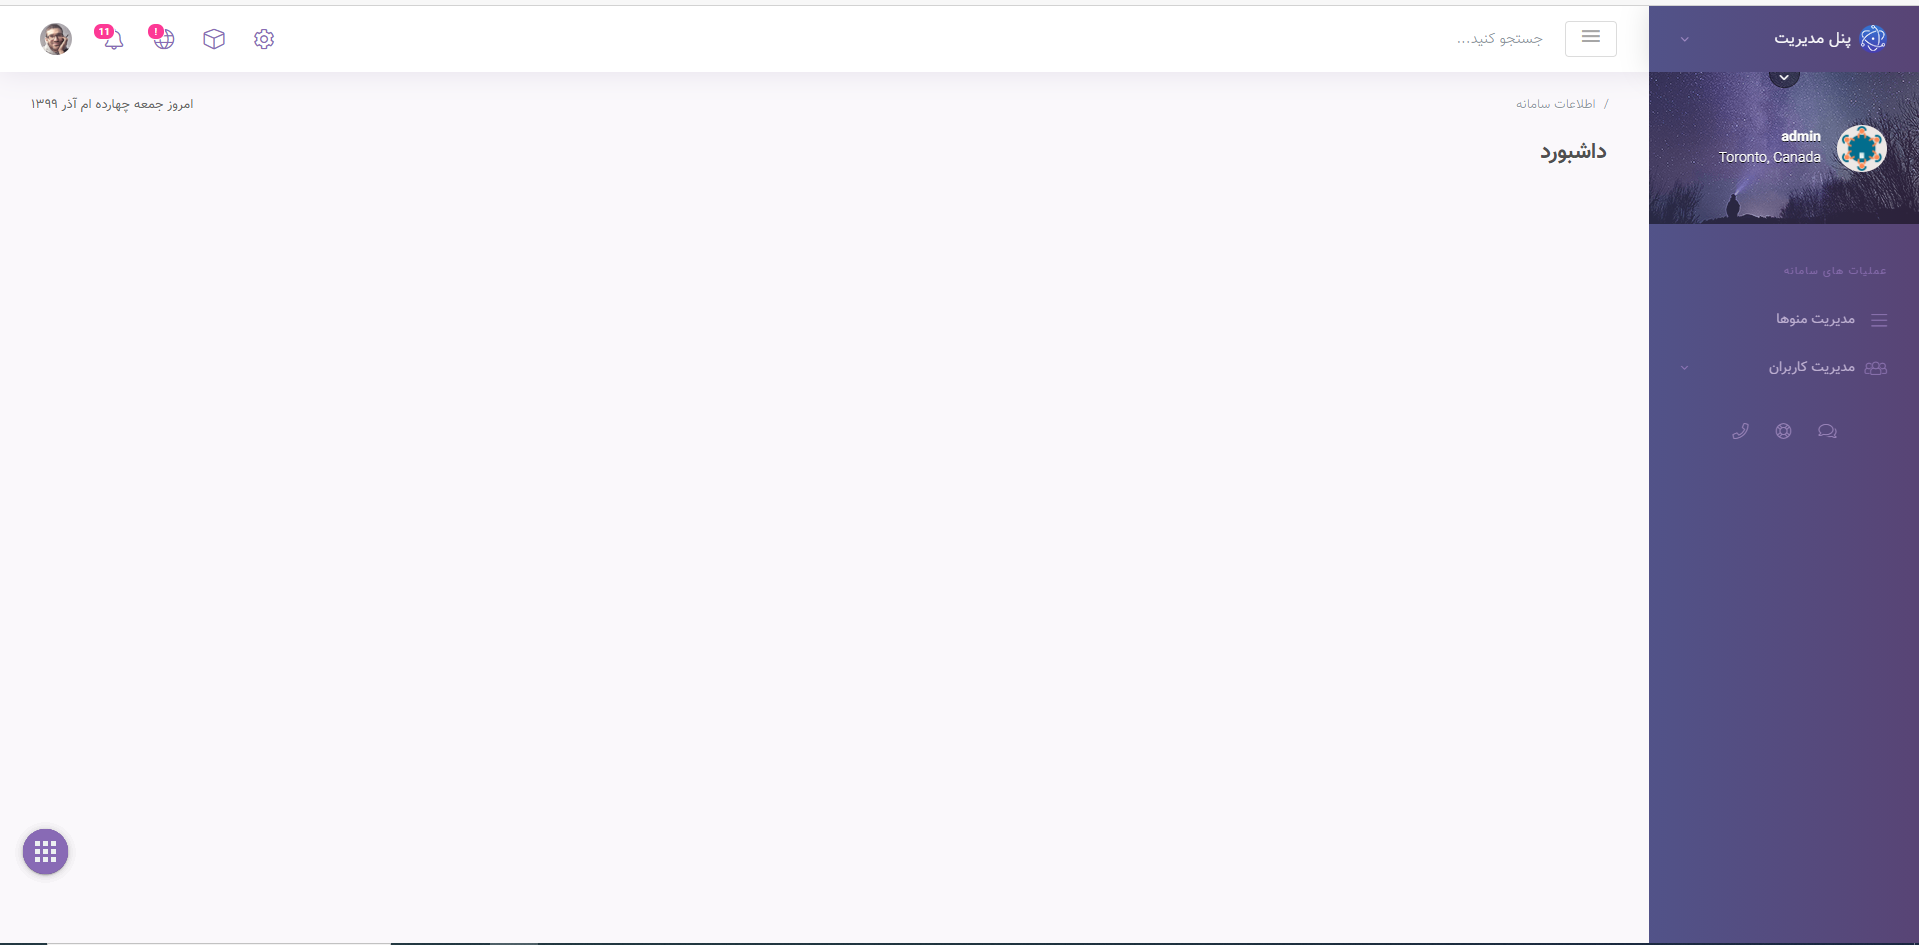 پنل مدیریت
جستجو کنید...
!
11
admin
Toronto, Canada
/ اطلاعات سامانه
امروز جمعه چهارده ام آذر ۱۳۹۹
داشبورد
عملیات های سامانه
مدیریت منوها
مدیریت کاربران